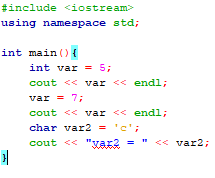 #include <iostream>
using namespace std;

int main(){
    int var = 5;
    cout << var << endl;
    var = 7;
    cout << var << endl;
    char var2 = 'c';
    cout << "var2 = " << var2;
}